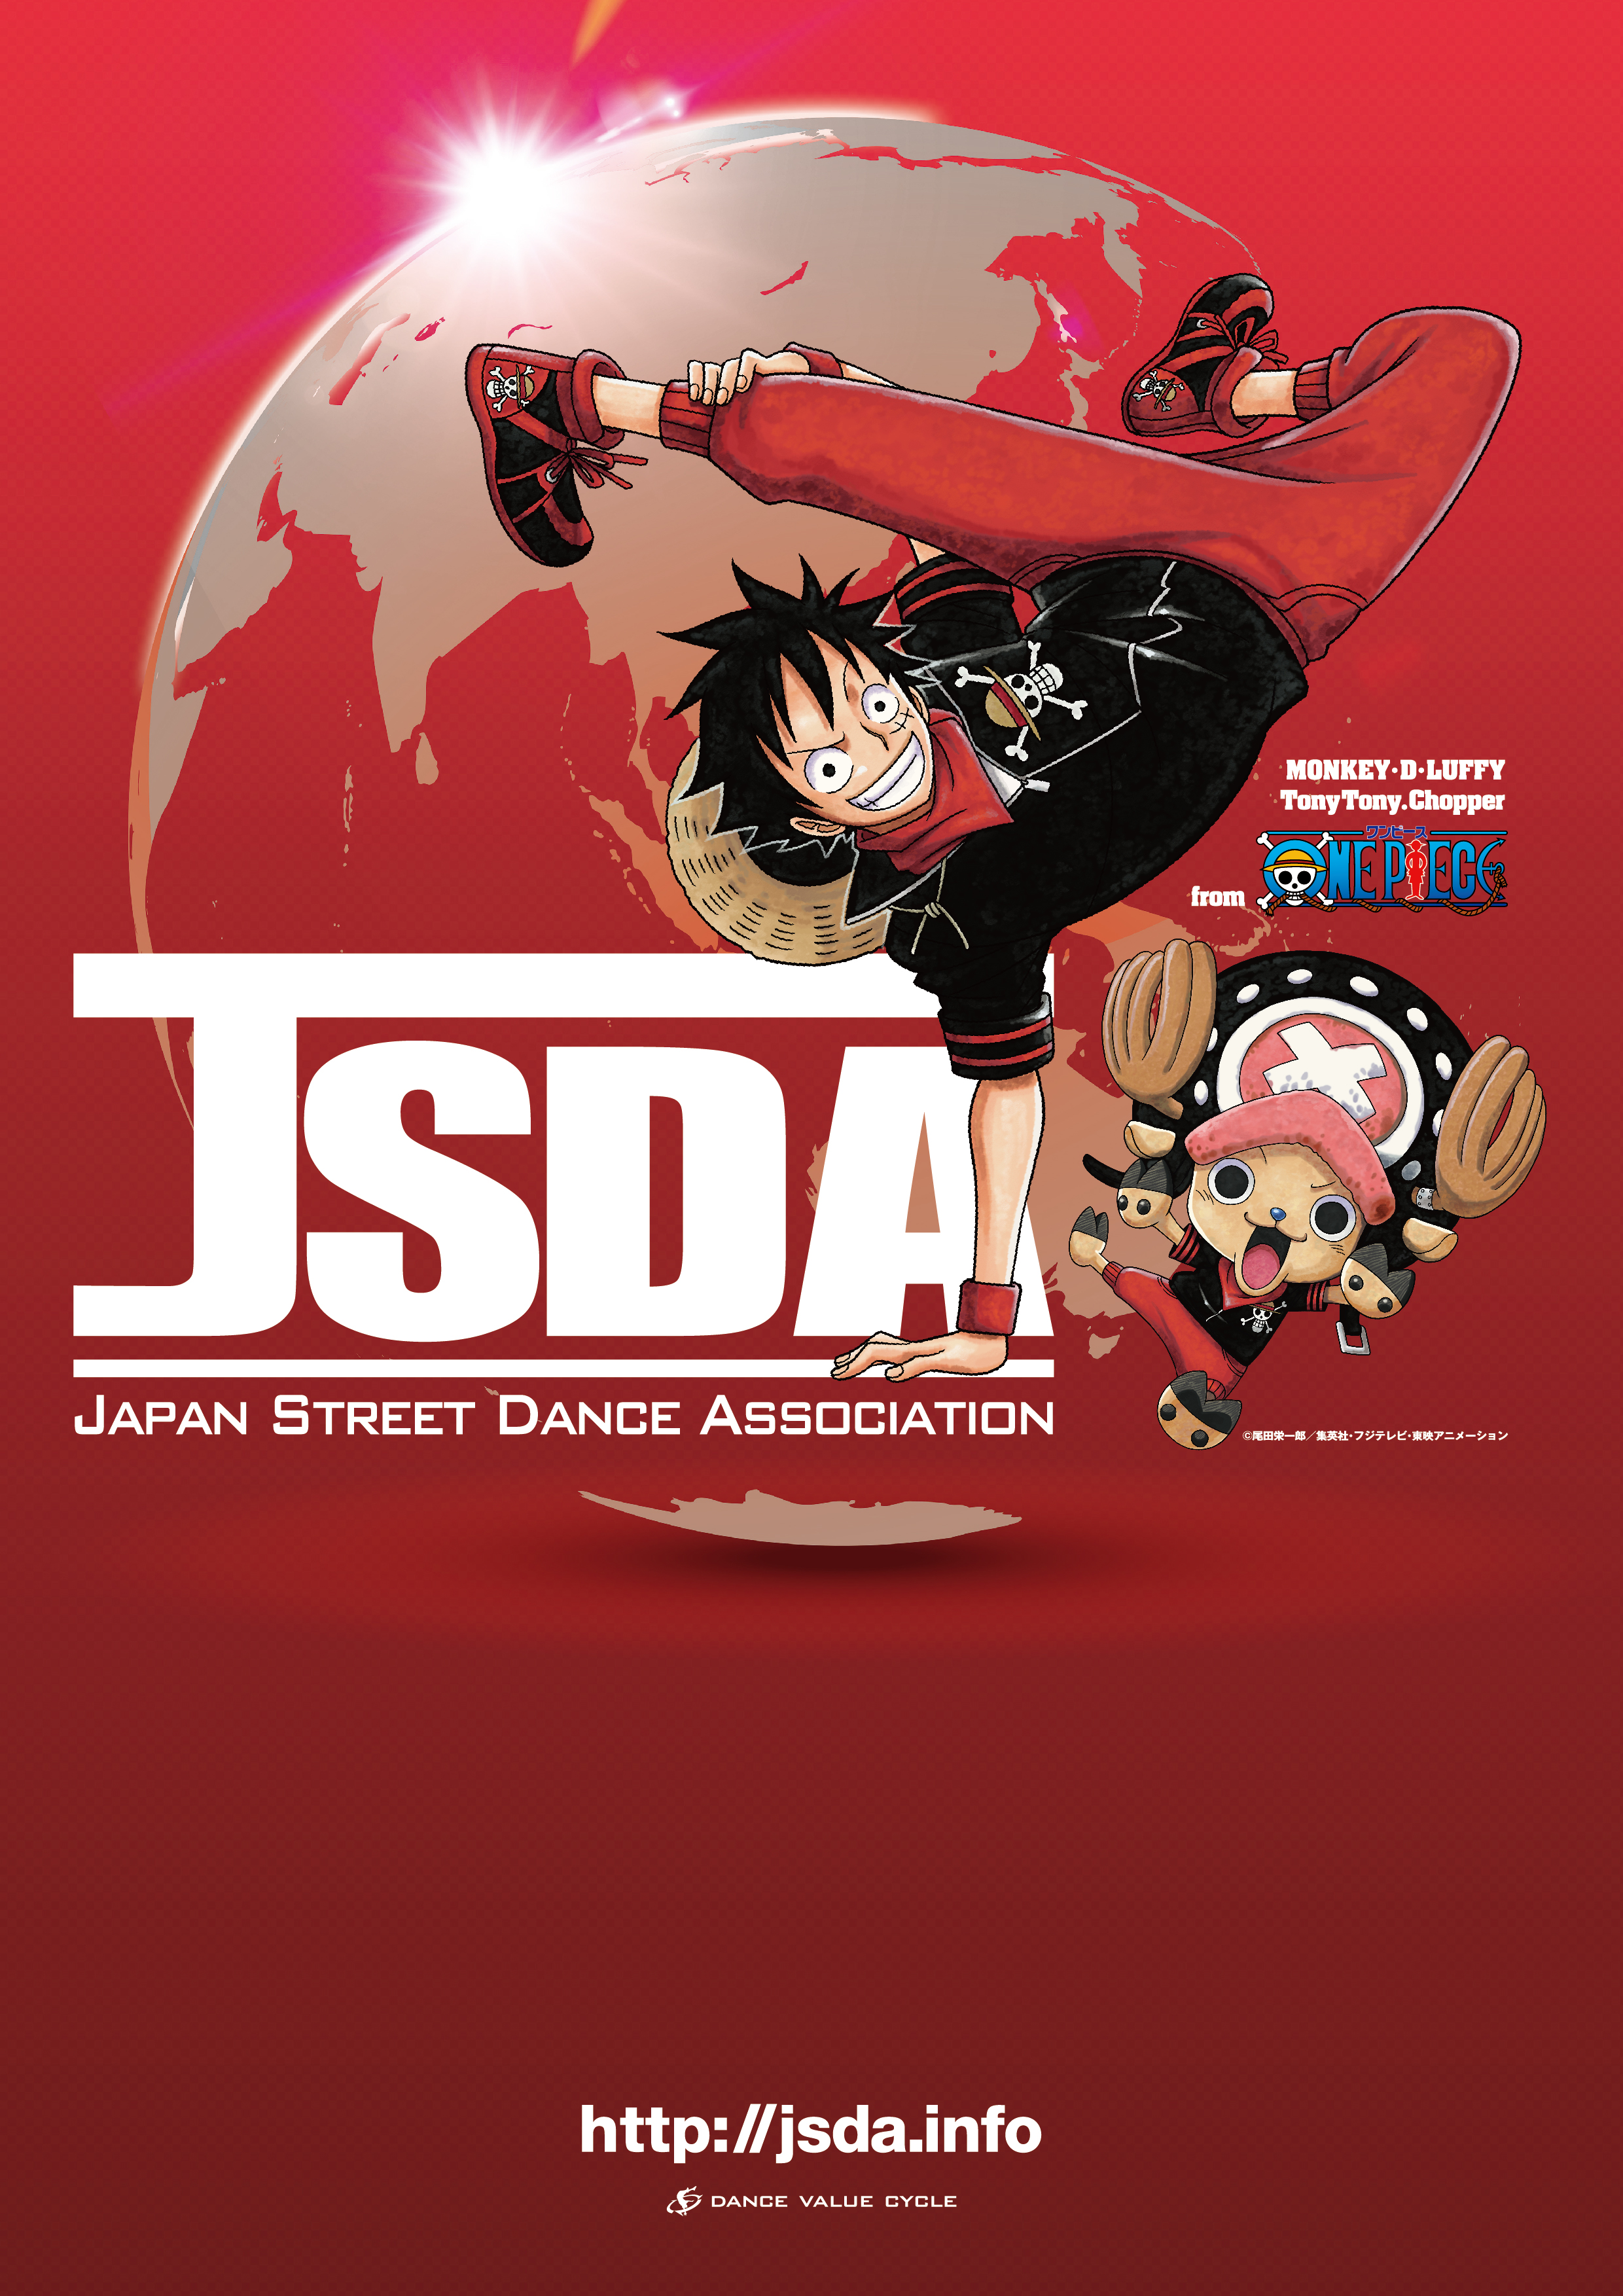 MONKEY・D・LUFFY
TonyTony.Chopper
ワンピース
from ONE PIECE
JSDA
JAPAN STREET DANCE ASSOCIATION
©尾田栄一郎／集英社・フジテレビ・東映アニメーション
http://jsda.info
DANCE VALUE CYCLE